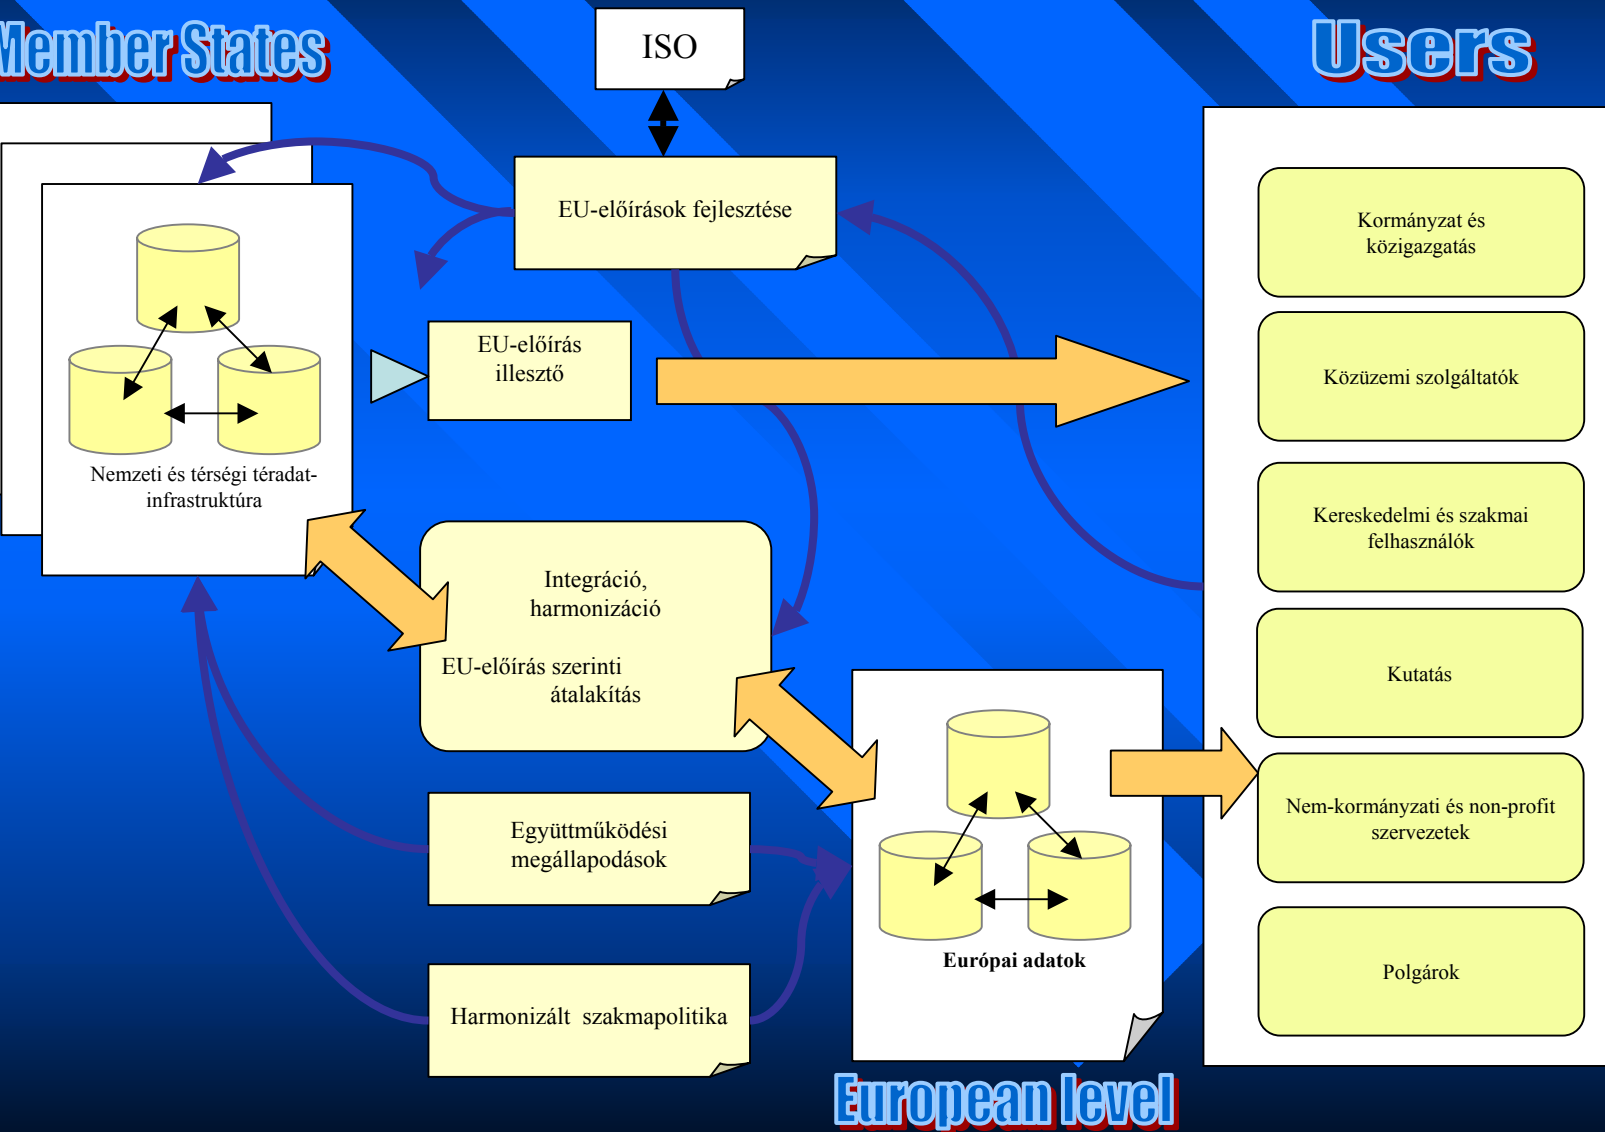 Member States
ISO
Users
EU-előírások fejlesztése
Kormányzat és
közigazgatás
EU-előírás
illesztő
Közüzemi szolgáltatók
Nemzeti és térségi téradat-
infrastruktúra
Kereskedelmi és szakmai
felhasználók
Integráció,
harmonizáció
EU-előírás szerinti
átalakítás
Kutatás
Együttműködési
megállapodások
Nem-kormányzati és non-profit
szervezetek
Európai adatok
Polgárok
Harmonizált szakmapolitika
European level